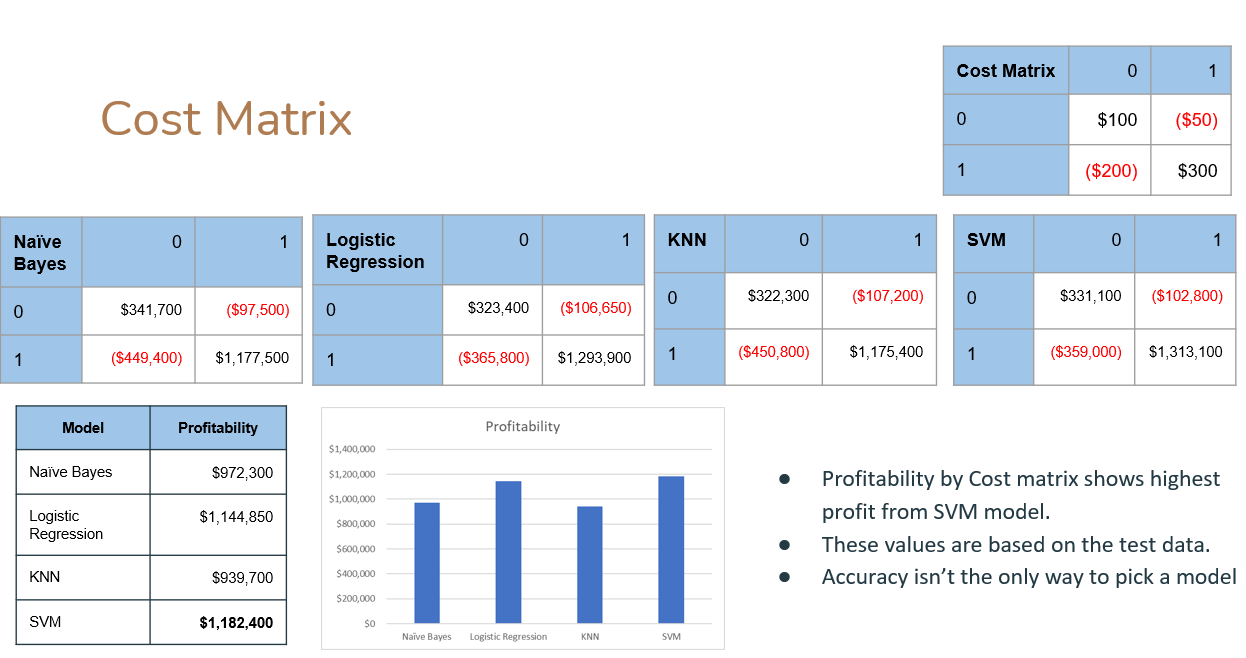 Cost Matrix
Cost Matrix 0 1
0 $100 ($50)
1 ($200) $300
Naïve
Bayes
0 1
0 $341,700 ($97,500)
1 ($449,400) $1,177,500
Logistic
Regression
0 1
0 $323,400 ($106,650)
1 ($365,800) $1,293,900
KNN 0 1
0 $322,300 ($107,200)
1 ($450,800) $1,175,400
SVM 0 1
0 $331,100 ($102,800)
1 ($359,000) $1,313,100
Model Profitability
Naïve Bayes $972,300
Logistic
Regression
$1,144,850
KNN $939,700
SVM $1,182,400
Profitability
$1,400,000
$1,200,000
$1,000,000
$800,000
$600,000
$400,000
$200,000
$0
Naïve Bayes Logistic Regression KNN SVM
● Profitability by Cost matrix shows highest
profit from SVM model.
● These values are based on the test data.
● Accuracy isn’t the only way to pick a model